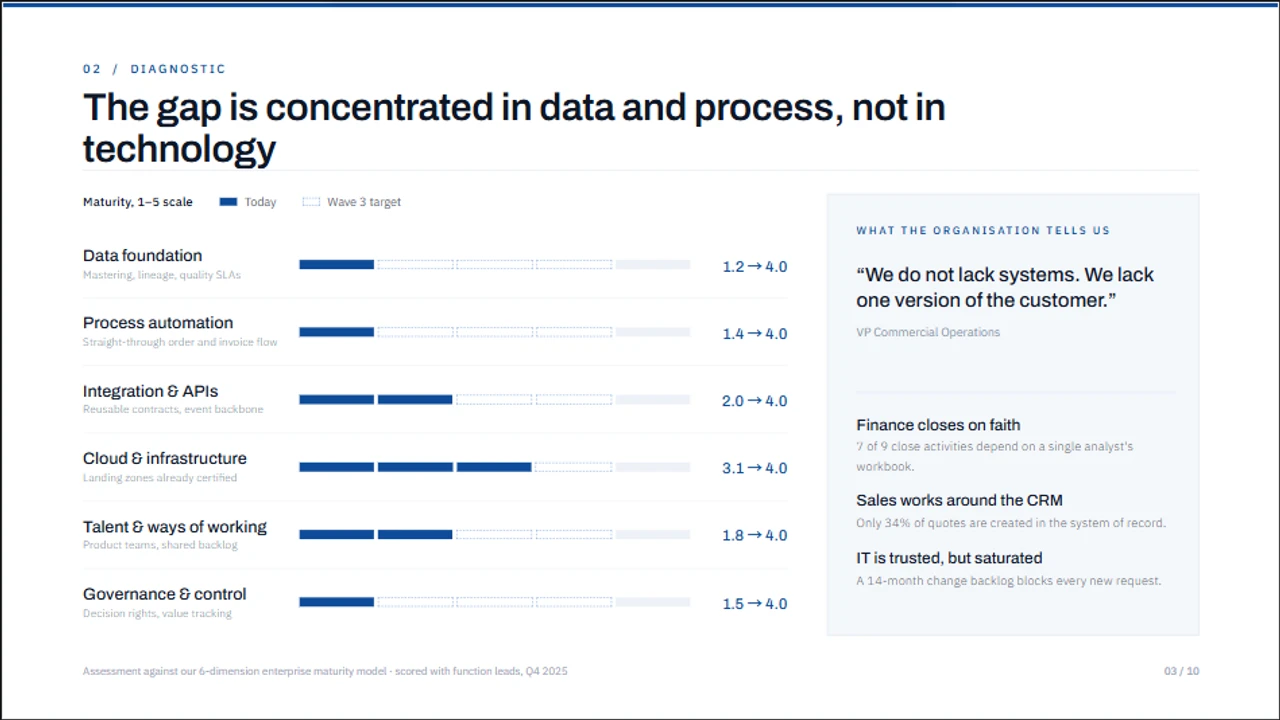 02 / DIAGNOSTIC
The gap is concentrated in data and process, not in
technology
Maturity, 1–5 scale
Today
Wave 3 target
Data foundation
Mastering, lineage, quality SLAs
1.2 → 4.0
Process automation
Straight-through order and invoice flow
1.4 → 4.0
Integration & APIs
Reusable contracts, event backbone
2.0 → 4.0
Cloud & infrastructure
Landing zones already certified
3.1 → 4.0
Talent & ways of working
Product teams, shared backlog
1.8 → 4.0
Governance & control
Decision rights, value tracking
1.5 → 4.0
WHAT THE ORGANISATION TELLS US
“We do not lack systems. We lack
one version of the customer.”
VP Commercial Operations
Finance closes on faith
7 of 9 close activities depend on a single analyst's
workbook.
Sales works around the CRM
Only 34% of quotes are created in the system of record.
IT is trusted, but saturated
A 14-month change backlog blocks every new request.
Assessment against our 6-dimension enterprise maturity model · scored with function leads, Q4 2025
03 / 10